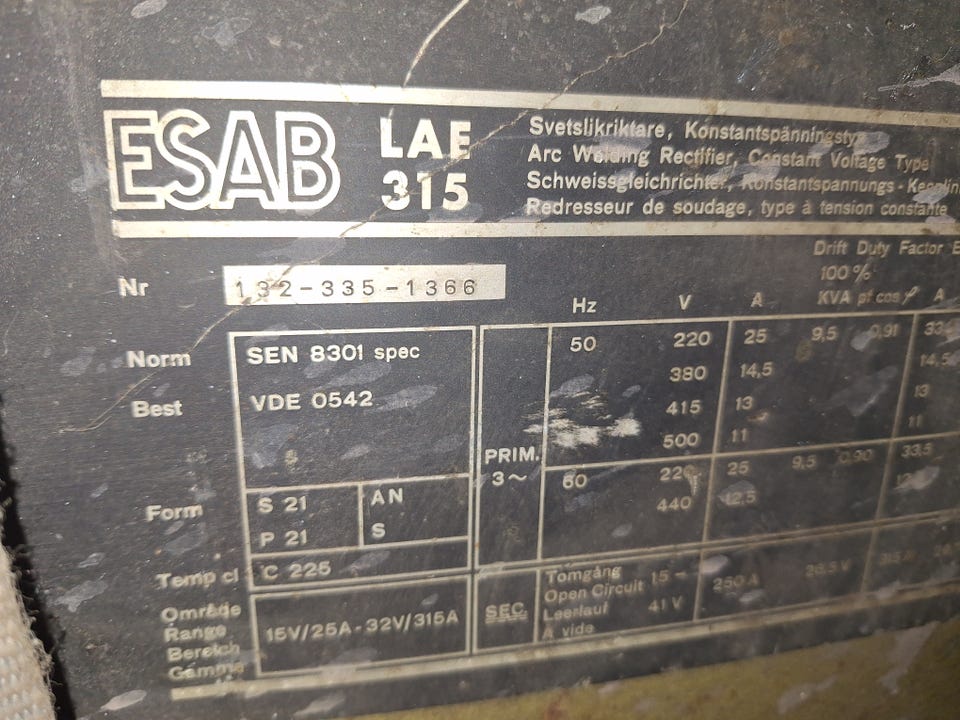 ESAB LAE 315
Svetslikriktare, Konstantspänningstyp
Arc Welding Rectifier, Constant Voltage Type
Schweissgleichrichter, Konstantspannungs-
Redresseur de soudage, type à tension constante
Nr 132-335-1366
Drift Duty Factor
100 %
Hz V A KVA pf cos φ A
Norm SEN 8301 spec
Best VDE 0542
Form S 21 AN
P 21 S
Temp cl C 225
Område
Range
Bereich
Gamma
15V/25A - 32V/315A
PRIM.
3~
50 220 25 9,5 0,91
380 14,5 14,5
415 13 13
500 11 11
60 220 25 9,5 0,90 33,5
440 12,5
SEC.
Tomgång
Open Circuit
Leerlauf
A vide
15 –
41 V
250 A